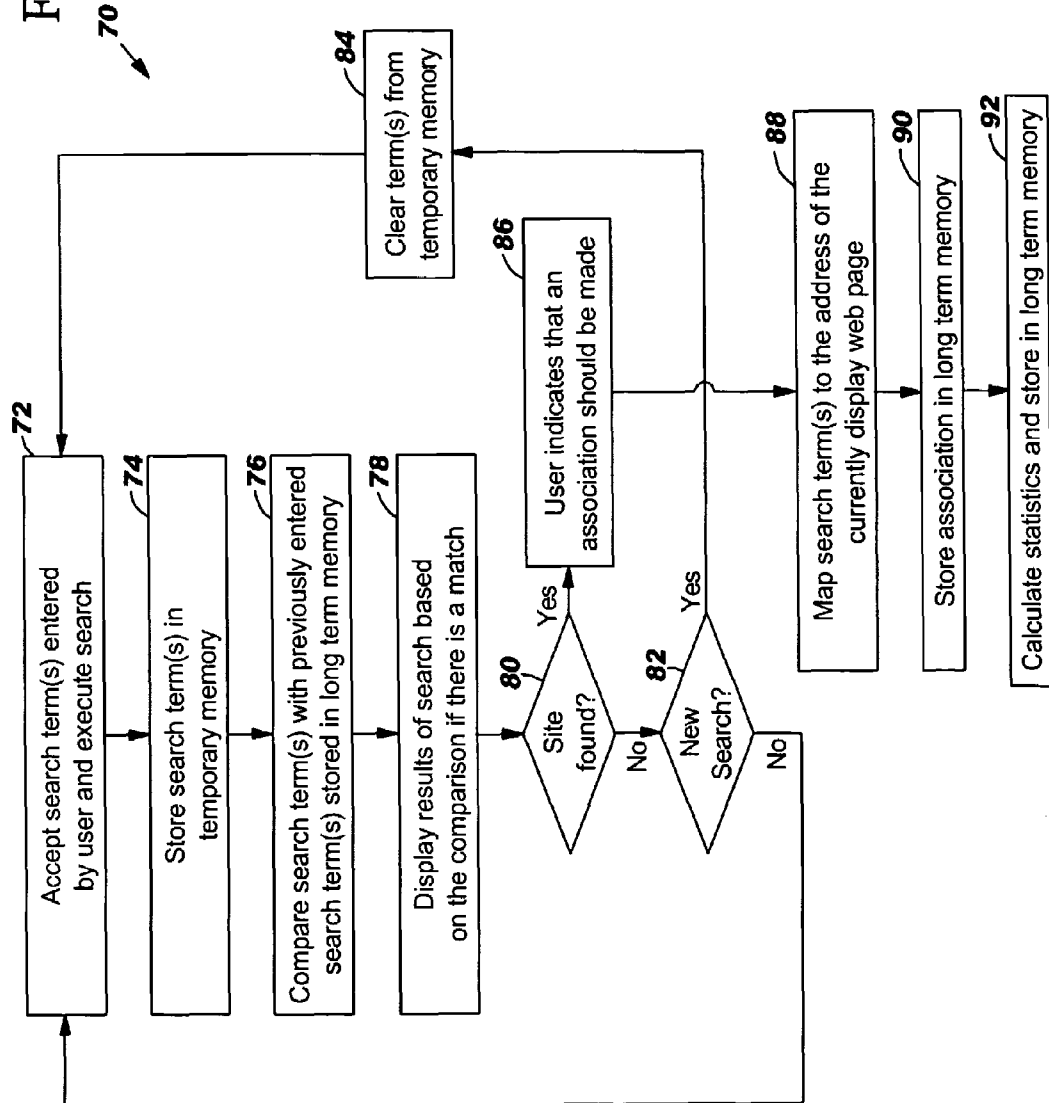 F
70
72
Accept search term(s) entered
by user and execute search
74
Store search term(s) in
temporary memory
76
Compare search term(s) with previously entered
search term(s) stored in long term memory
78
Display results of search based
on the comparison if there is a match
80
Site
found?
Yes
No
82
New
Search?
Yes
No
84
Clear term(s) from
temporary memory
86
User indicates that an
association should be made
88
Map search term(s) to the address of the
currently display web page
90
Store association in long term memory
92
Calculate statistics and store in long term memory